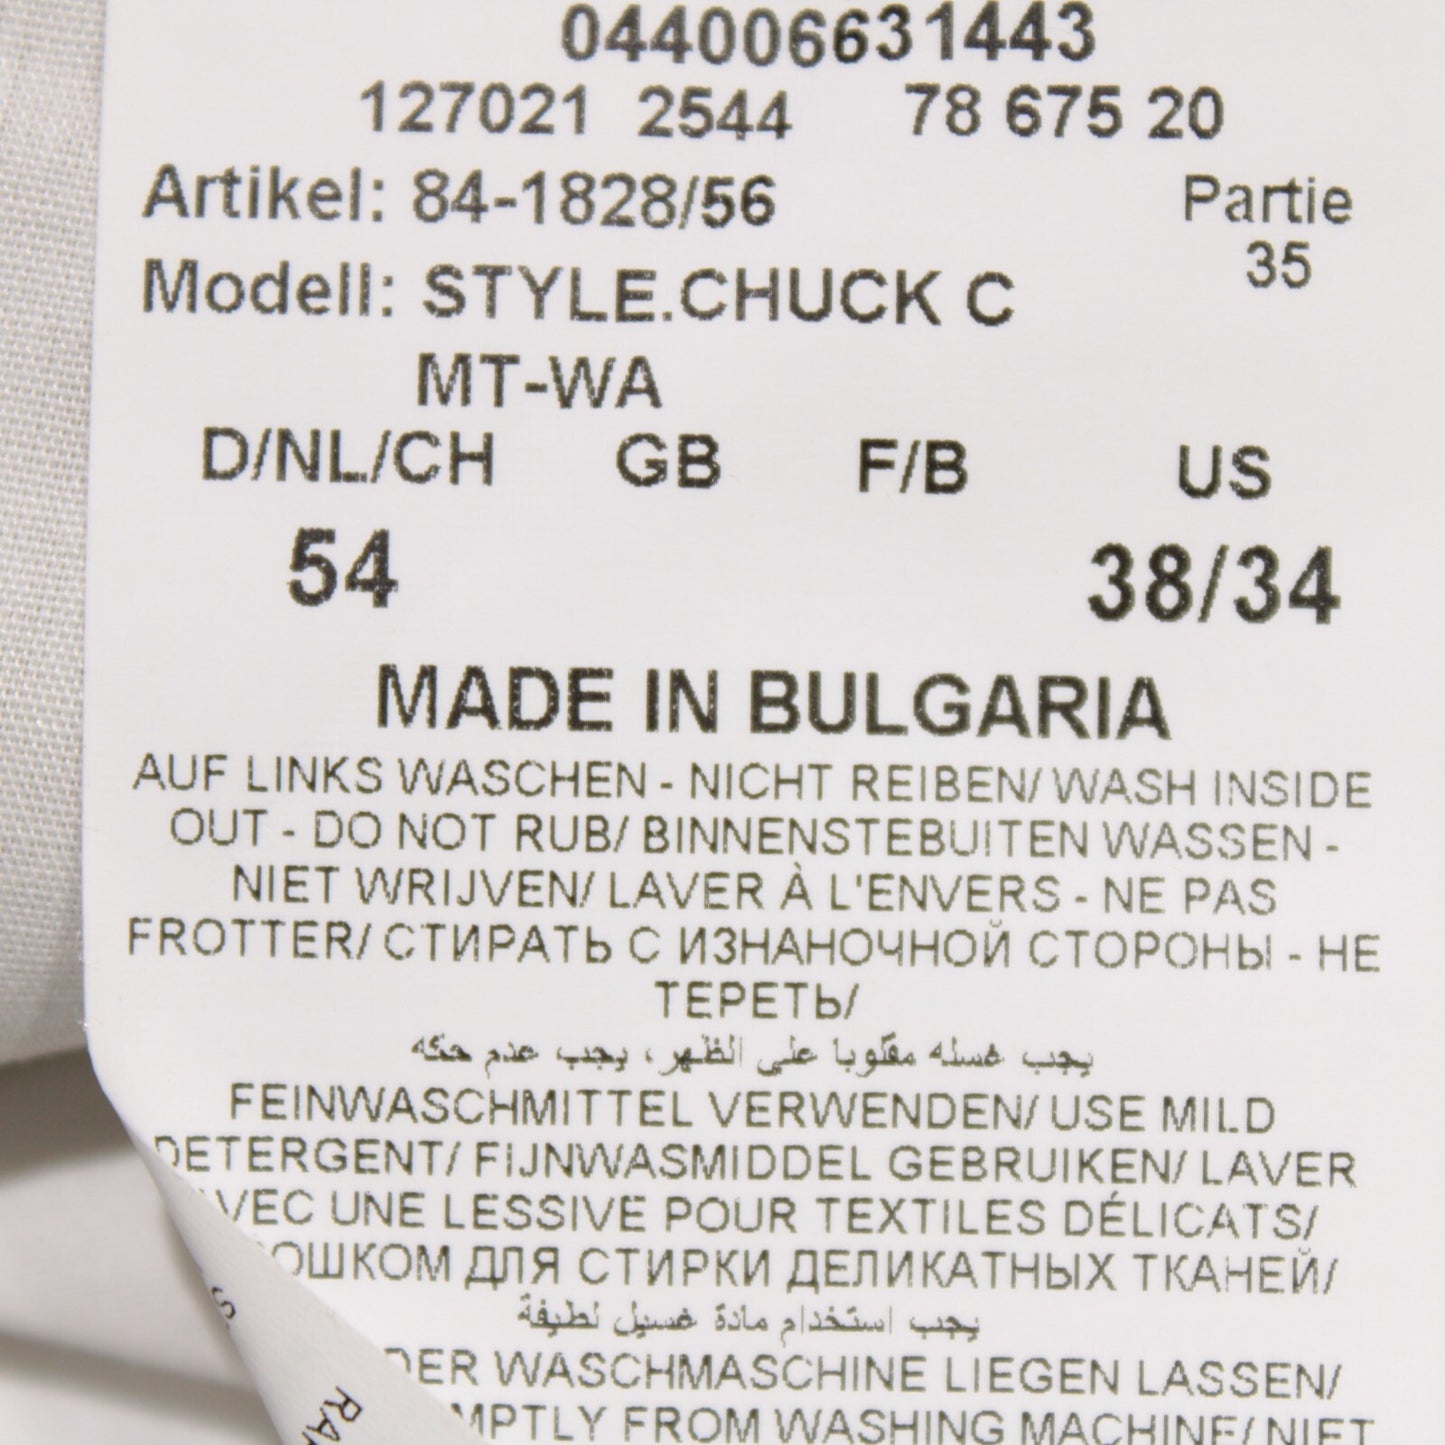 044006631443
127021 2544 78 675 20
Artikel: 84-1828/56 Partie
35
Modell: STYLE.CHUCK C
MT-WA
D/NL/CH GB F/B US
54 38/34
MADE IN BULGARIA
AUF LINKS WASCHEN - NICHT REIBEN/ WASH INSIDE
OUT - DO NOT RUB/ BINNENSTEBUITEN WASSEN -
NIET WRIJVEN/ LAVER À L'ENVERS - NE PAS
FROTTER/ СТИРАТЬ С ИЗНАНОЧНОЙ СТОРОНЫ - НЕ
ТЕРЕТЬ/
يجب غسله مقلوبا على الظهر، يجب عدم حكه
FEINWASCHMITTEL VERWENDEN/ USE MILD
DETERGENT/ FIJNWASMIDDEL GEBRUIKEN/ LAVER
VEC UNE LESSIVE POUR TEXTILES DÉLICATS/
ОШКОМ ДЛЯ СТИРКИ ДЕЛИКАТНЫХ ТКАНЕЙ/
يجب استخدام مادة غسيل لطيفة
DER WASCHMASCHINE LIEGEN LASSEN/
MPTLY FROM WASHING MACHINE/ NIET